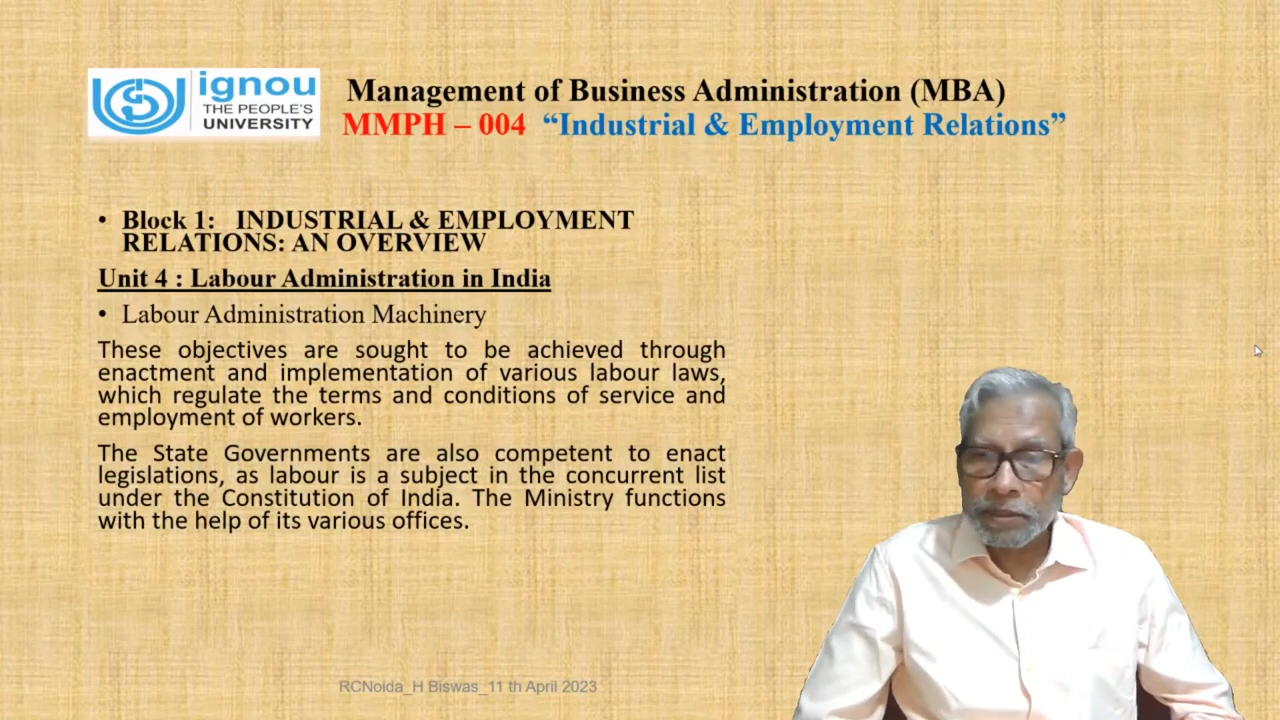 ignou
THE PEOPLE'S
UNIVERSITY
Management of Business Administration (MBA)
MMPH – 004 “Industrial & Employment Relations”
• Block 1: INDUSTRIAL & EMPLOYMENT
RELATIONS: AN OVERVIEW
Unit 4 : Labour Administration in India
• Labour Administration Machinery
These objectives are sought to be achieved through
enactment and implementation of various labour laws,
which regulate the terms and conditions of service and
employment of workers.
The State Governments are also competent to enact
legislations, as labour is a subject in the concurrent list
under the Constitution of India. The Ministry functions
with the help of its various offices.
RCNoida_H Biswas_11 th April 2023